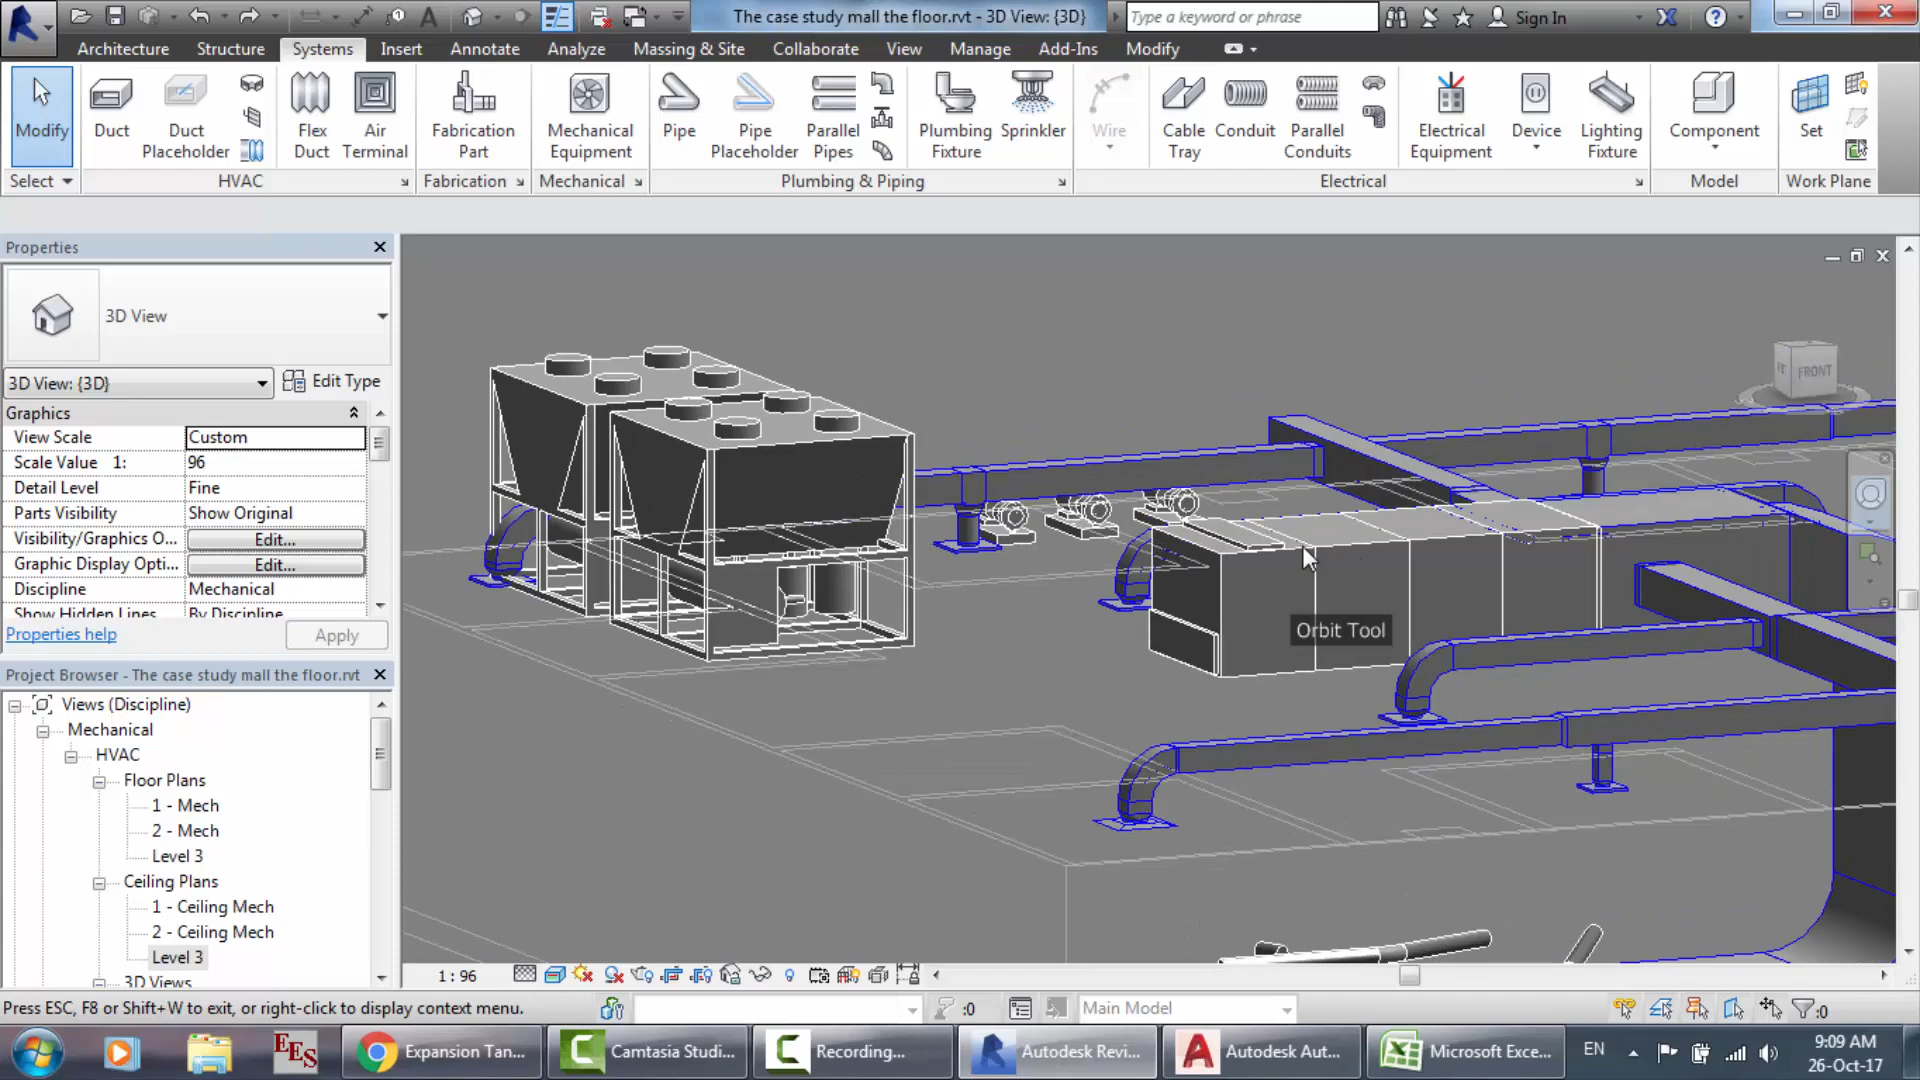 The case study mall the floor.rvt - 3D View: {3D}
Type a keyword or phrase
Sign In
Architecture Structure Systems Insert Annotate Analyze Massing & Site Collaborate View Manage Add-Ins Modify
Modify
Duct
Duct Placeholder
Flex Duct
Air Terminal
Fabrication Part
Mechanical Equipment
Pipe
Pipe Placeholder
Parallel Pipes
Plumbing Fixture
Sprinkler
Wire
Cable Tray
Conduit
Parallel Conduits
Electrical Equipment
Device
Lighting Fixture
Component
Set
Select HVAC Fabrication Mechanical Plumbing & Piping Electrical Model Work Plane
Properties
3D View
3D View: {3D} Edit Type
Graphics
View Scale Custom
Scale Value 1: 96
Detail Level Fine
Parts Visibility Show Original
Visibility/Graphics O... Edit...
Graphic Display Opti... Edit...
Discipline Mechanical
Show Hidden Lines By Discipline
Properties help Apply
Project Browser - The case study mall the floor.rvt
Views (Discipline)
Mechanical
HVAC
Floor Plans
1 - Mech
2 - Mech
Level 3
Ceiling Plans
1 - Ceiling Mech
2 - Ceiling Mech
Level 3
3D Views
FRONT
Orbit Tool
1 : 96
Press ESC, F8 or Shift+W to exit, or right-click to display context menu.
:0
Main Model
:0
EES
Expansion Tan...
Camtasia Studi...
Recording...
Autodesk Revi...
Autodesk Aut...
Microsoft Exce...
EN
9:09 AM
26-Oct-17